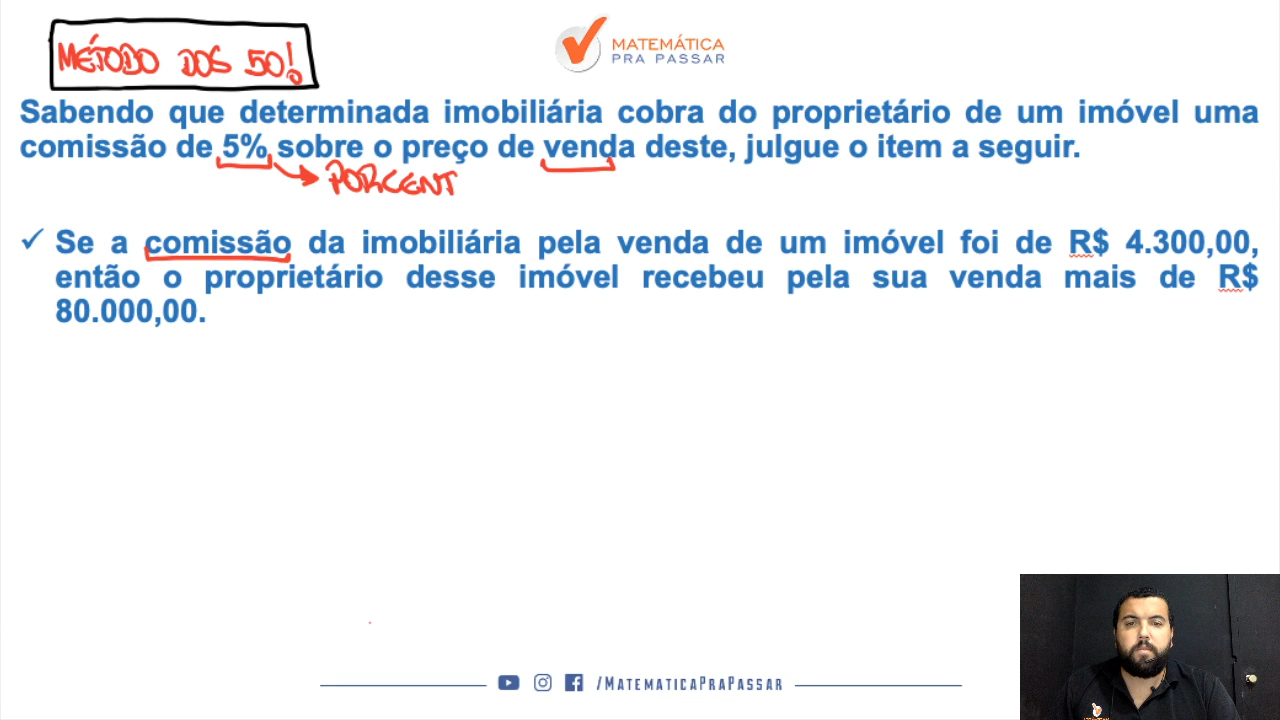 MÉTODO DOS 50!
MATEMÁTICA
PRA PASSAR
Sabendo que determinada imobiliária cobra do proprietário de um imóvel uma
comissão de 5% sobre o preço de venda deste, julgue o item a seguir.
PORCENT
✓ Se a comissão da imobiliária pela venda de um imóvel foi de R$ 4.300,00,
então o proprietário desse imóvel recebeu pela sua venda mais de R$
80.000,00.
/MATEMATICAPRAPASSAR